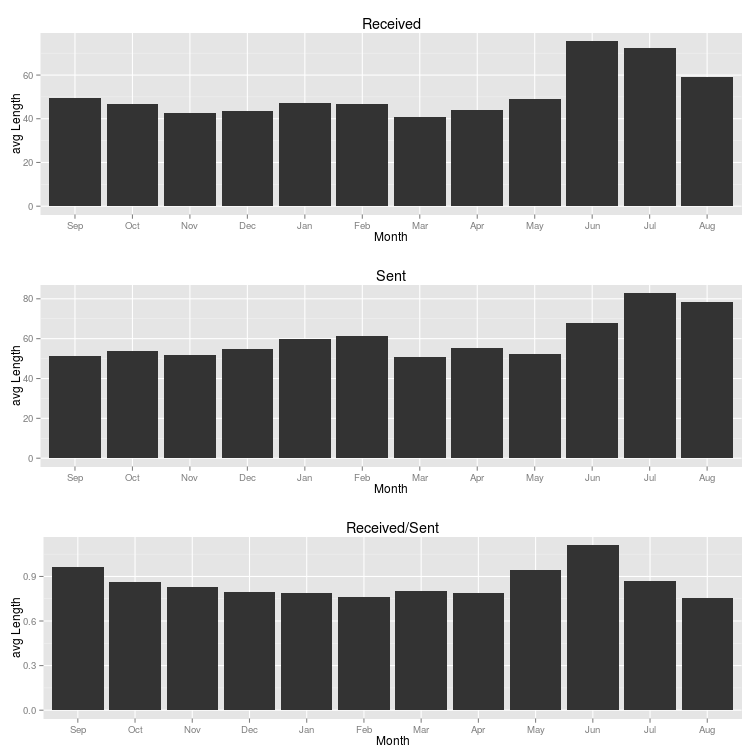 Received
avg Length
60
40
20
0
Sep Oct Nov Dec Jan Feb Mar Apr May Jun Jul Aug
Month
Sent
avg Length
80
60
40
20
0
Sep Oct Nov Dec Jan Feb Mar Apr May Jun Jul Aug
Month
Received/Sent
avg Length
0.9
0.6
0.3
0.0
Sep Oct Nov Dec Jan Feb Mar Apr May Jun Jul Aug
Month